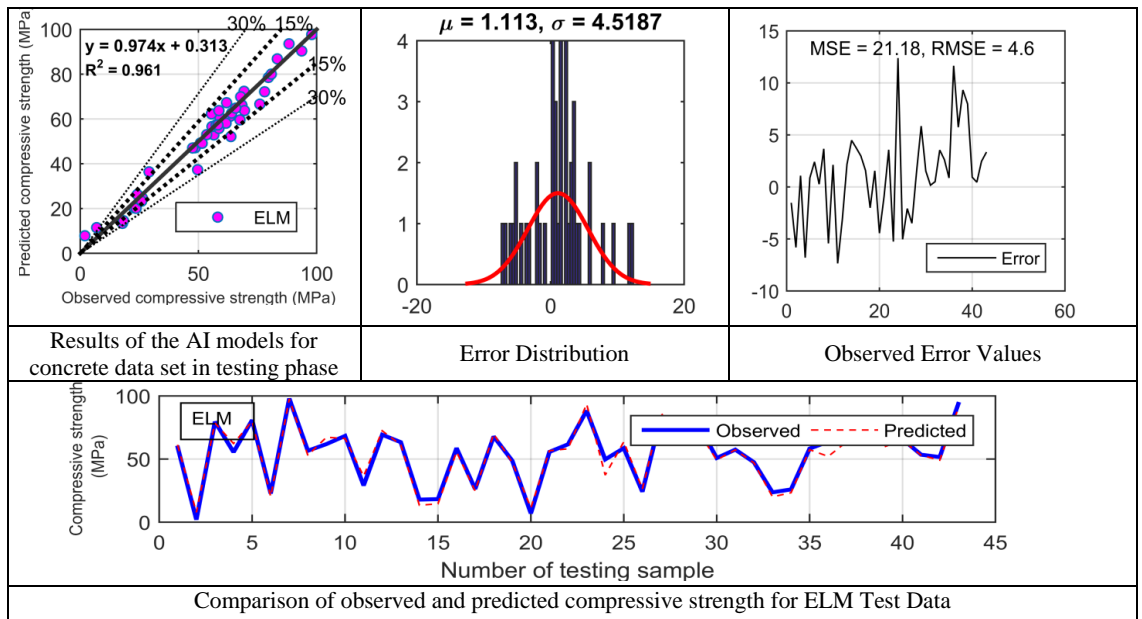 Predicted compressive strength (MPa)
100
80
60
40
20
0
30% 15%
15%
30%
y = 0.974x + 0.313
R² = 0.961
ELM
0 50 100
Observed compressive strength (MPa)
μ = 1.113, σ = 4.5187
4
3
2
1
0
-20 0 20
15
10
5
0
-5
-10
MSE = 21.18, RMSE = 4.6
Error
0 20 40 60
Results of the AI models for
concrete data set in testing phase
Error Distribution
Observed Error Values
Compressive strength
(MPa)
100
50
0
ELM
Observed Predicted
0 5 10 15 20 25 30 35 40 45
Number of testing sample
Comparison of observed and predicted compressive strength for ELM Test Data